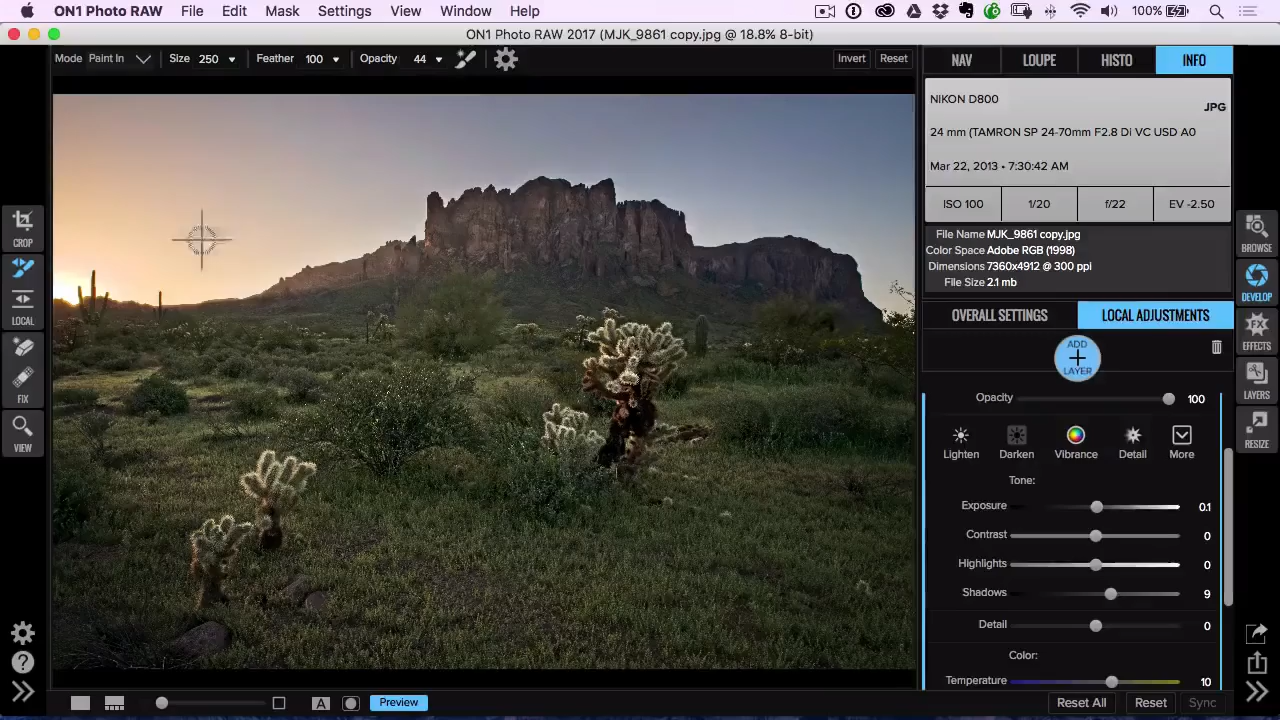 ON1 Photo RAW File Edit Mask Settings View Window Help 100%
ON1 Photo RAW 2017 (MJK_9861 copy.jpg @ 18.8% 8-bit)
Mode Paint In Size 250 Feather 100 Opacity 44 Invert Reset
NAV LOUPE HISTO INFO
NIKON D800
JPG
24 mm (TAMRON SP 24-70mm F2.8 Di VC USD A0
Mar 22, 2013 • 7:30:42 AM
ISO 100 1/20 f/22 EV -2.50
File Name MJK_9861 copy.jpg
Color Space Adobe RGB (1998)
Dimensions 7360x4912 @ 300 ppi
File Size 2.1 mb
CROP
LOCAL
FIX
VIEW
BROWSE
DEVELOP
EFFECTS
LAYERS
RESIZE
OVERALL SETTINGS LOCAL ADJUSTMENTS
ADD
LAYER
Opacity 100
Lighten Darken Vibrance Detail More
Tone:
Exposure 0.1
Contrast 0
Highlights 0
Shadows 9
Detail 0
Color:
Temperature 10
A Preview Reset All Reset Sync